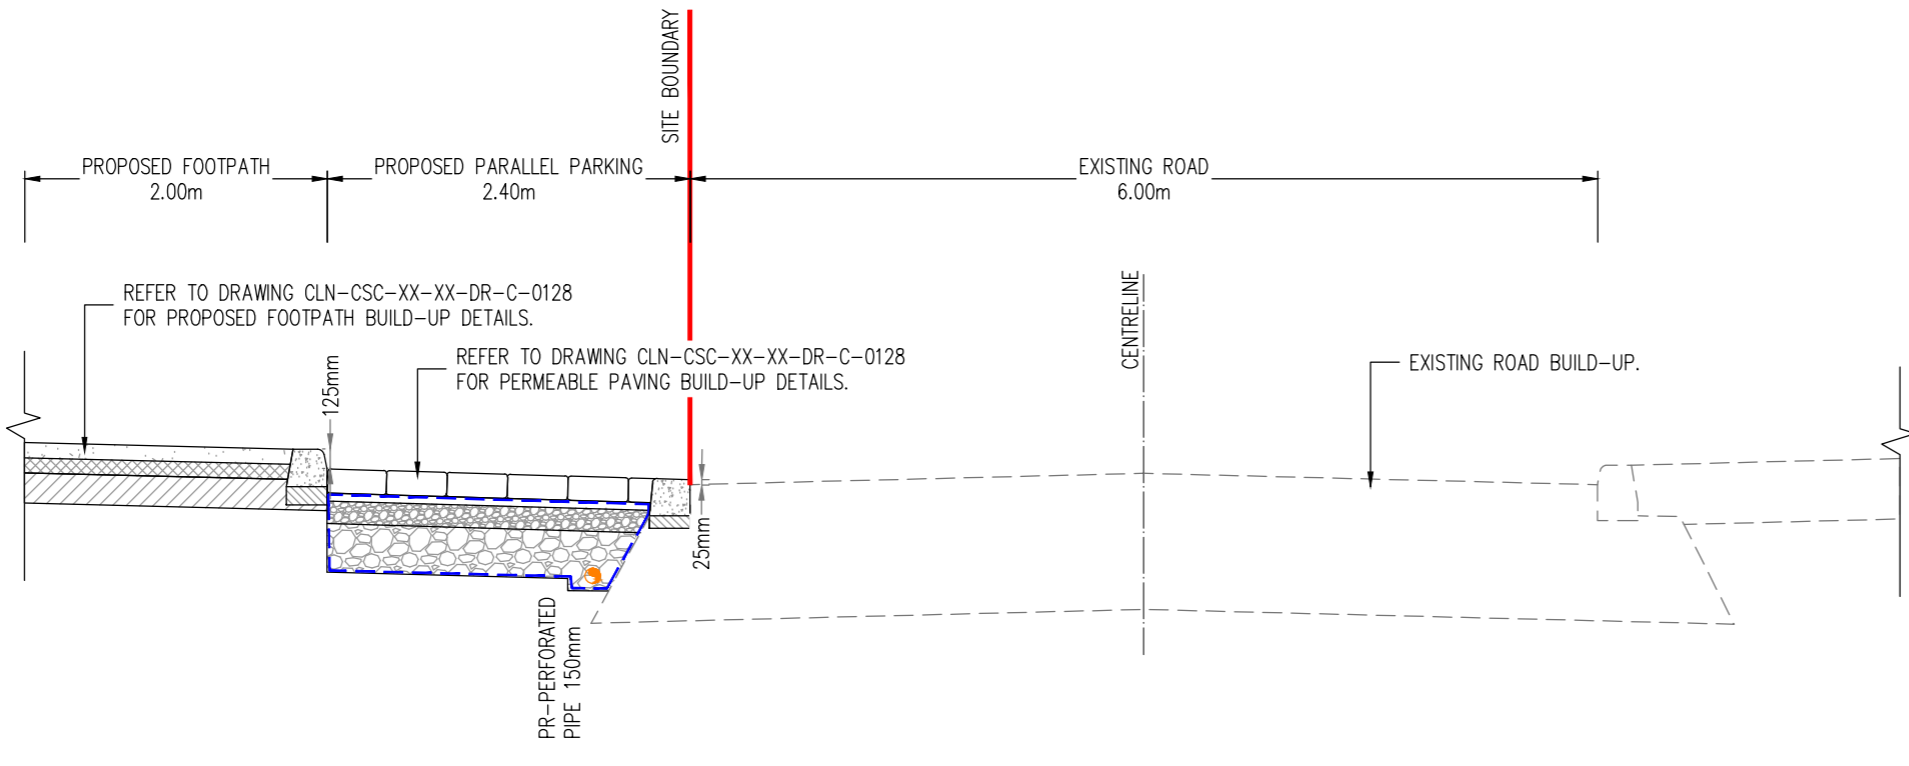 SITE BOUNDARY
PROPOSED FOOTPATH
2.00m
PROPOSED PARALLEL PARKING
2.40m
EXISTING ROAD
6.00m
REFER TO DRAWING CLN-CSC-XX-XX-DR-C-0128
FOR PROPOSED FOOTPATH BUILD-UP DETAILS.
125mm
REFER TO DRAWING CLN-CSC-XX-XX-DR-C-0128
FOR PERMEABLE PAVING BUILD-UP DETAILS.
CENTRELINE
EXISTING ROAD BUILD-UP.
25mm
PR-PERFORATED
PIPE 150mm